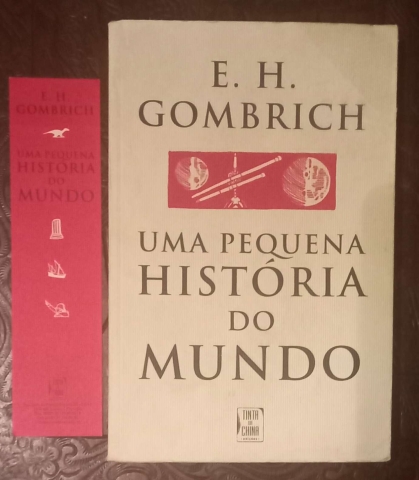 E. H.
GOMBRICH
UMA PEQUENA
HISTÓRIA
DO
MUNDO
E. H.
GOMBRICH
UMA PEQUENA
HISTÓRIA
DO
MUNDO
TINTA
DA
CHINA